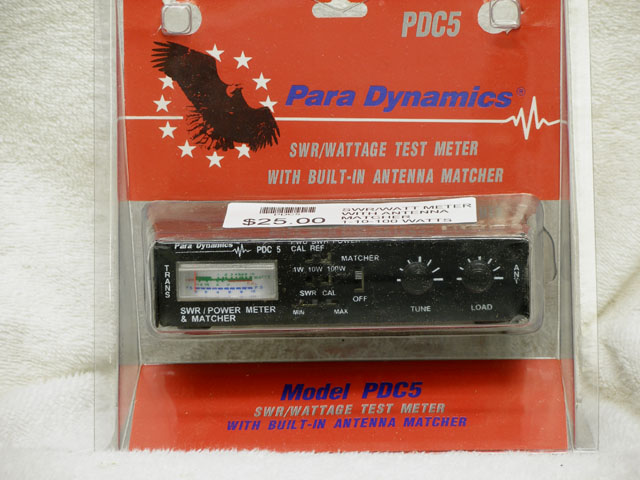 PDC5
Para Dynamics®
SWR/WATTAGE TEST METER
WITH BUILT-IN ANTENNA MATCHER
$25.00
SWR/WATT METER
WITH ANTENNA
MATCHER
1-10-100 WATTS
Para Dynamics PDC 5
FWD SWR POWER
CAL REF
MATCHER
1W 10W 100W
TRANS
SWR CAL
OFF
MIN MAX
TUNE
LOAD
ANT
SWR/POWER METER
& MATCHER
Model PDC5
SWR/WATTAGE TEST METER
WITH BUILT-IN ANTENNA MATCHER